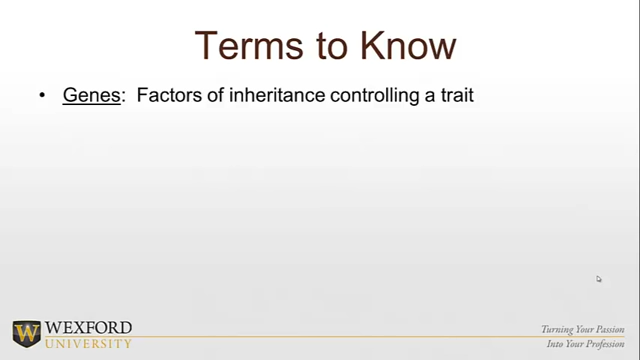 Terms to Know
• Genes: Factors of inheritance controlling a trait
W
WEXFORD
UNIVERSITY
Turning Your Passion
Into Your Profession